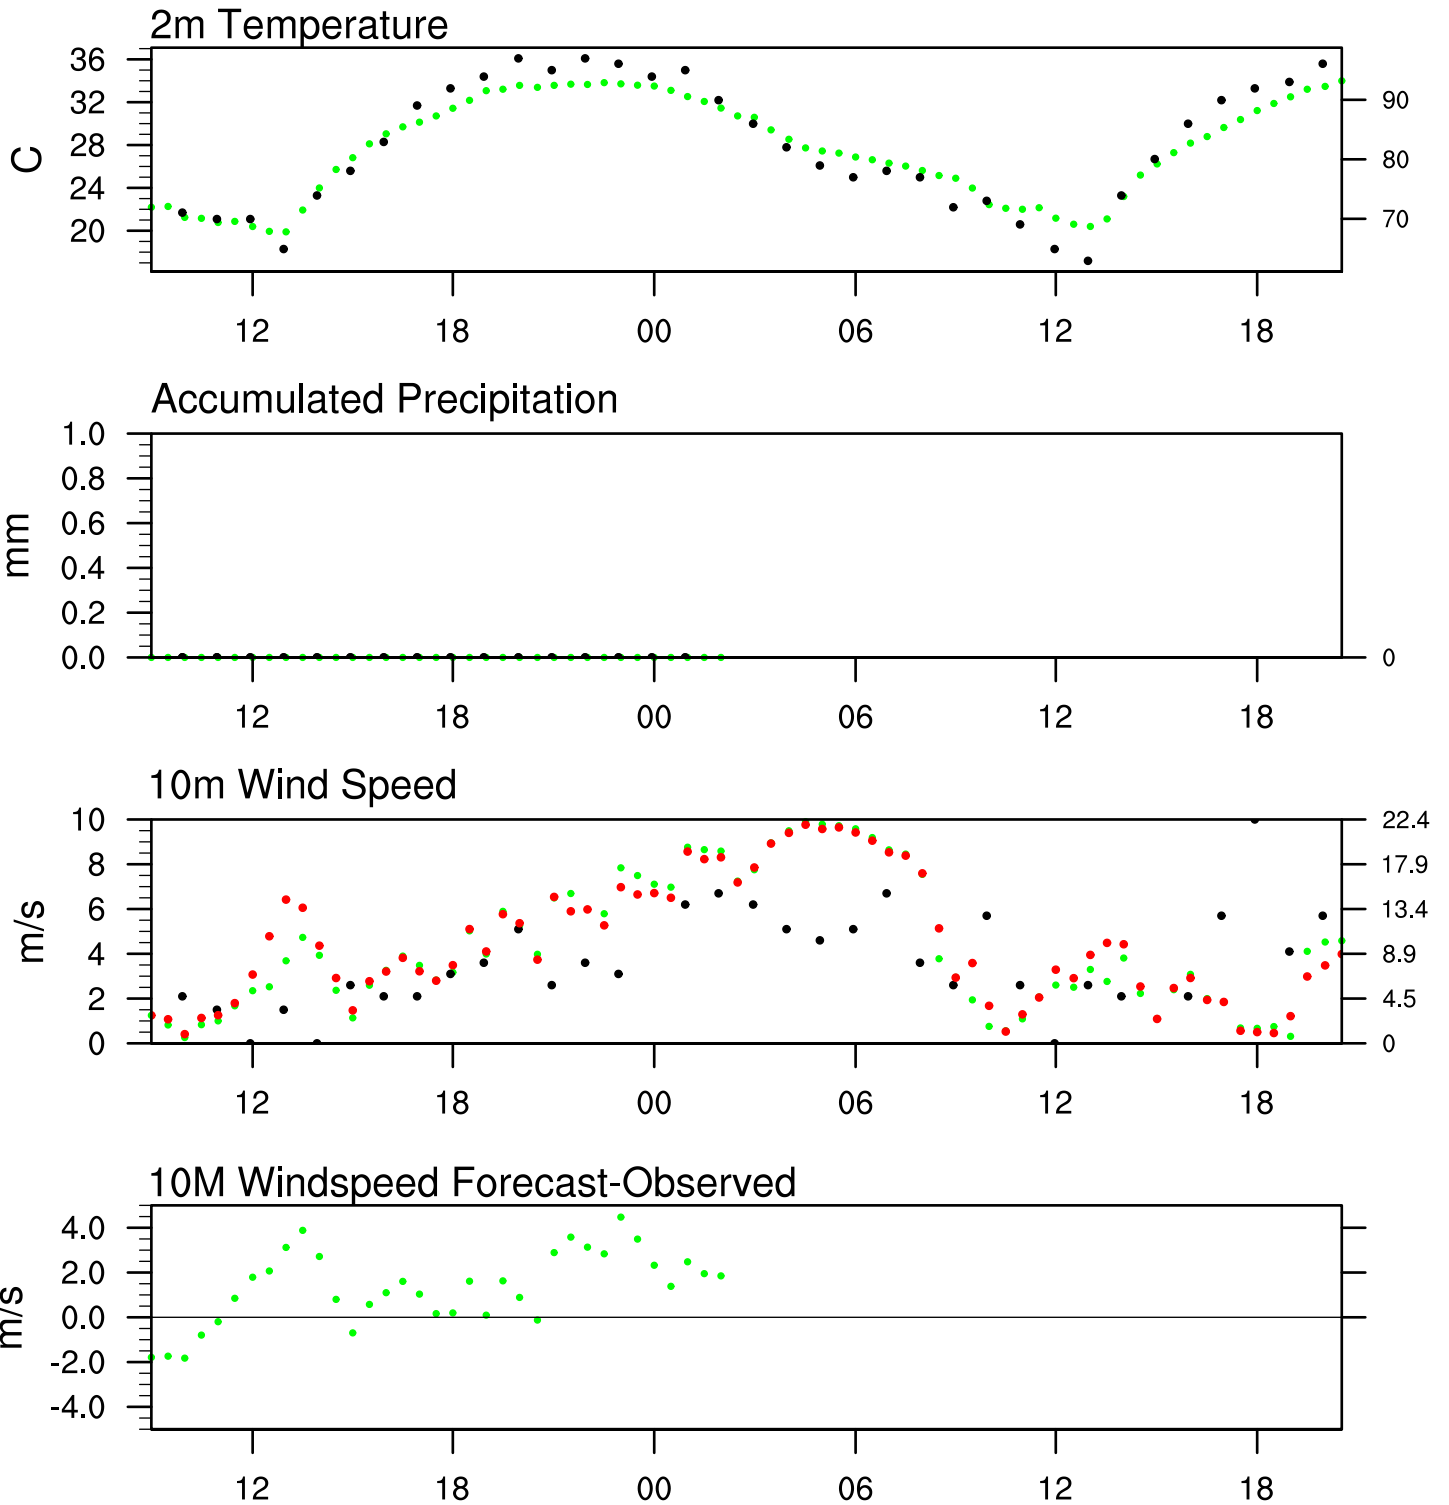 2m Temperature
36
32
28
24
20
C
90
80
70
12 18 00 06 12 18
Accumulated Precipitation
1.0
0.8
0.6
0.4
0.2
0.0
mm
0
12 18 00 06 12 18
10m Wind Speed
10
8
6
4
2
0
m/s
22.4
17.9
13.4
8.9
4.5
0
12 18 00 06 12 18
10M Windspeed Forecast-Observed
4.0
2.0
0.0
-2.0
-4.0
m/s
12 18 00 06 12 18